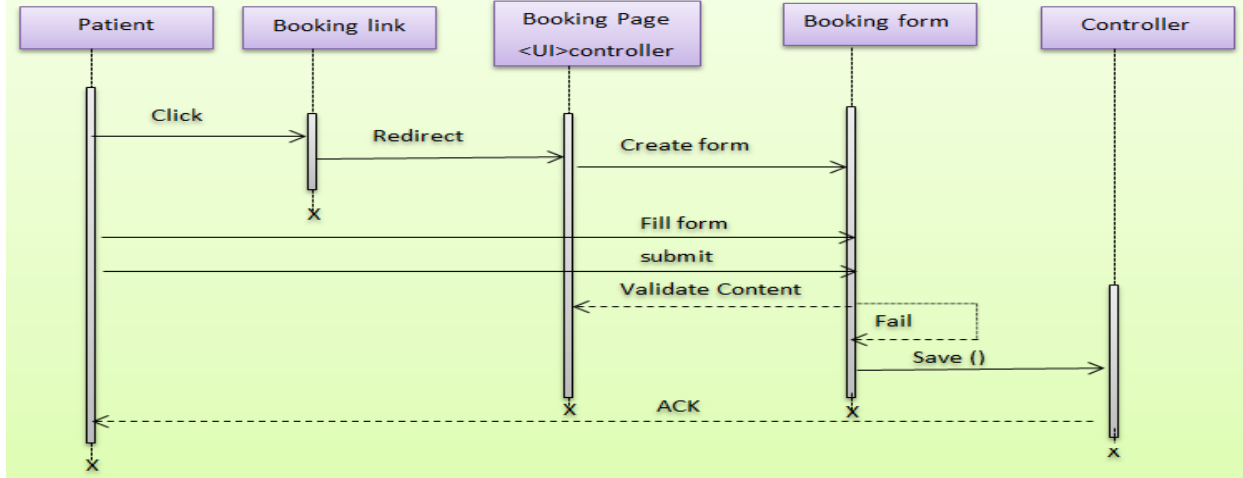 Patient
Booking link
Booking Page
<UI>controller
Booking form
Controller
Click
Redirect
Create form
Fill form
submit
Validate Content
Fail
Save ()
ACK
X
X
X
X
x